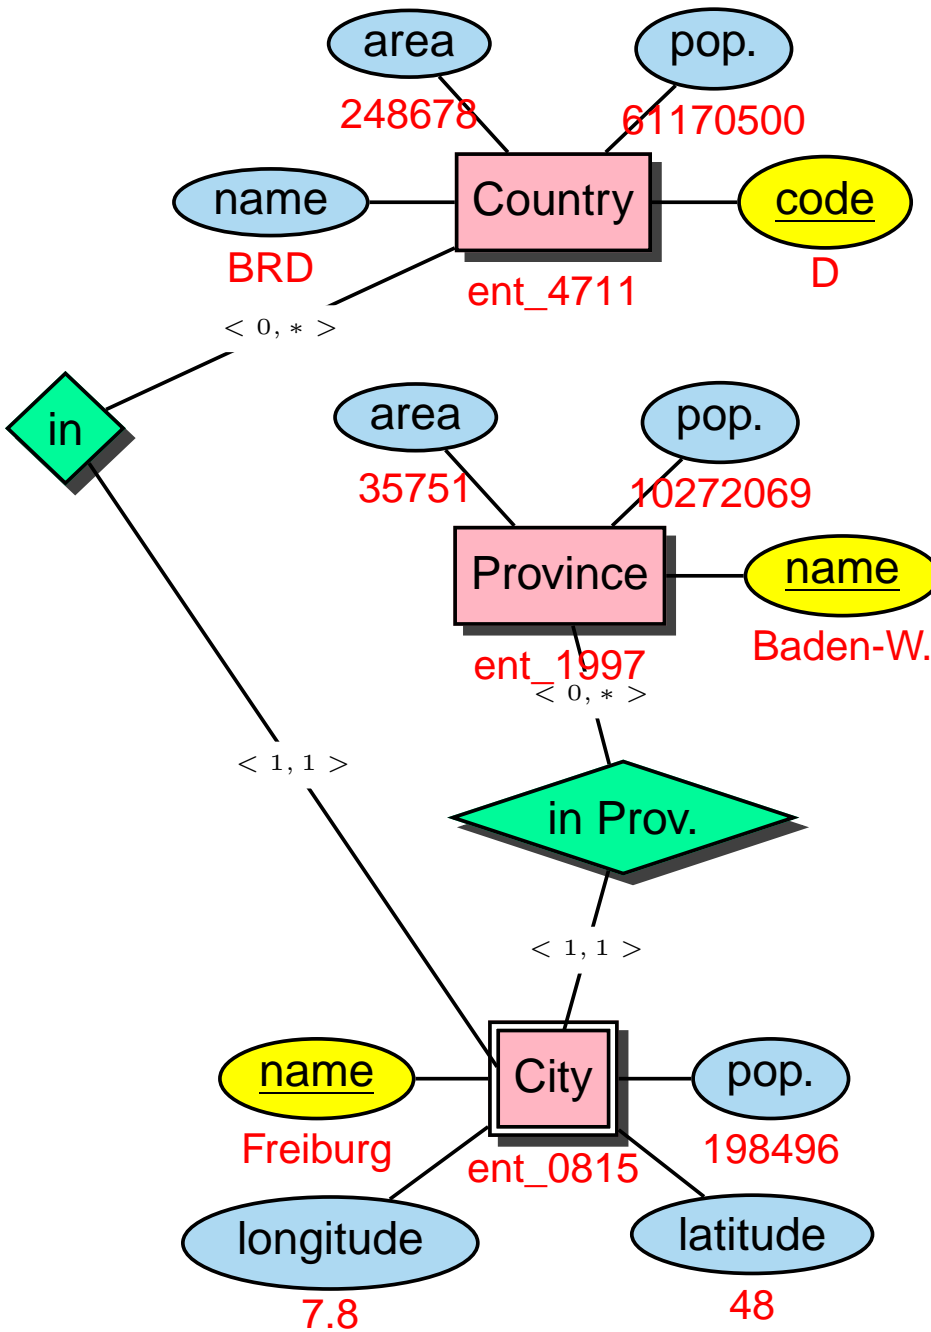 area
pop.
248678
61170500
name
Country
code
BRD
ent_4711
D
< 0, * >
in
area
pop.
35751
10272069
Province
name
ent_1997
Baden-W.
< 0, * >
< 1, 1 >
in Prov.
< 1, 1 >
name
City
pop.
Freiburg
ent_0815
198496
longitude
latitude
7.8
48